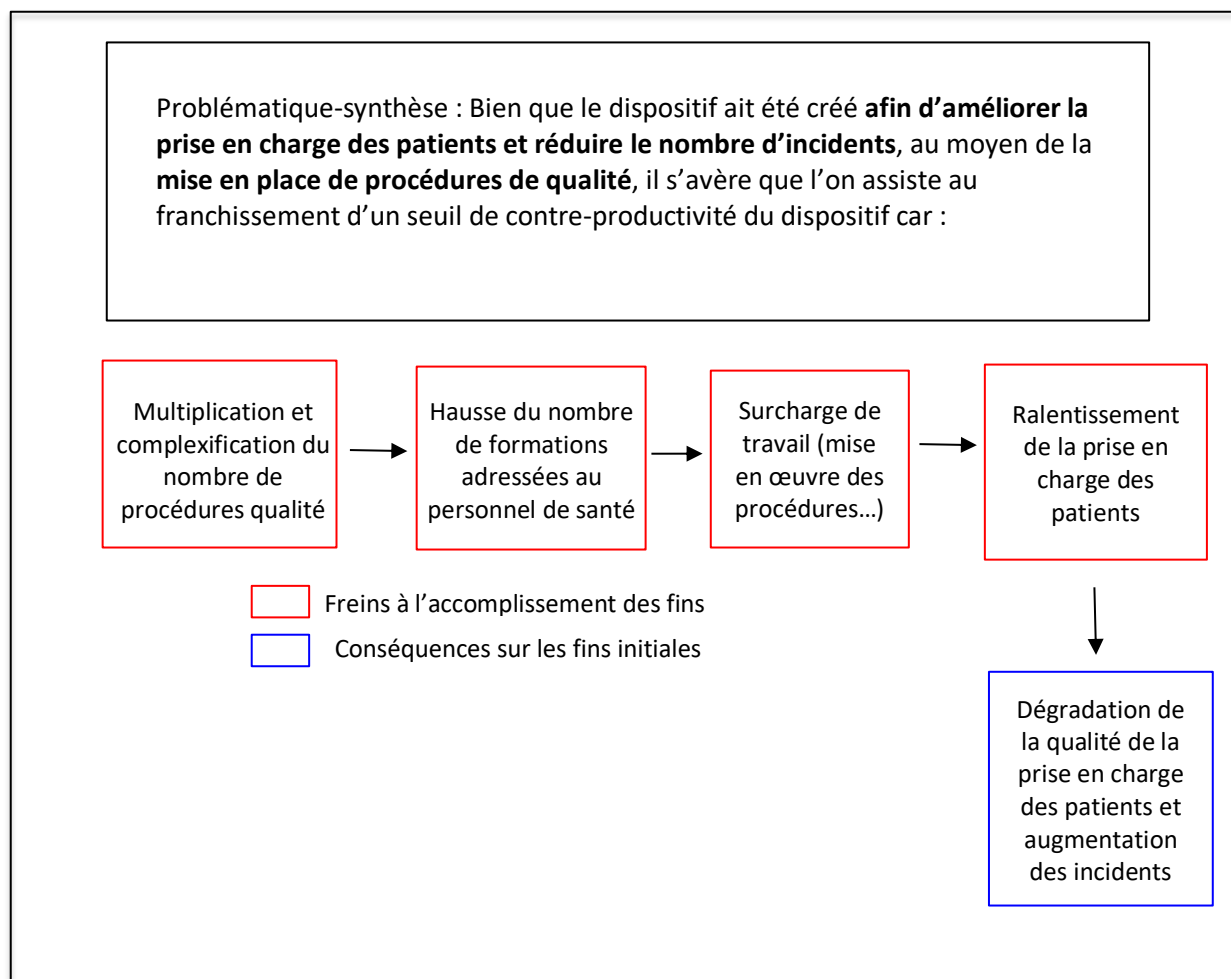 Problématique-synthèse : Bien que le dispositif ait été créé afin d’améliorer la
prise en charge des patients et réduire le nombre d’incidents, au moyen de la
mise en place de procédures de qualité, il s’avère que l’on assiste au
franchissement d’un seuil de contre-productivité du dispositif car :
Multiplication et
complexification du
nombre de
procédures qualité
Hausse du nombre
de formations
adressées au
personnel de santé
Surcharge de
travail (mise
en œuvre des
procédures…)
Ralentissement
de la prise en
charge des
patients
Freins à l’accomplissement des fins
Conséquences sur les fins initiales
Dégradation de
la qualité de la
prise en charge
des patients et
augmentation
des incidents